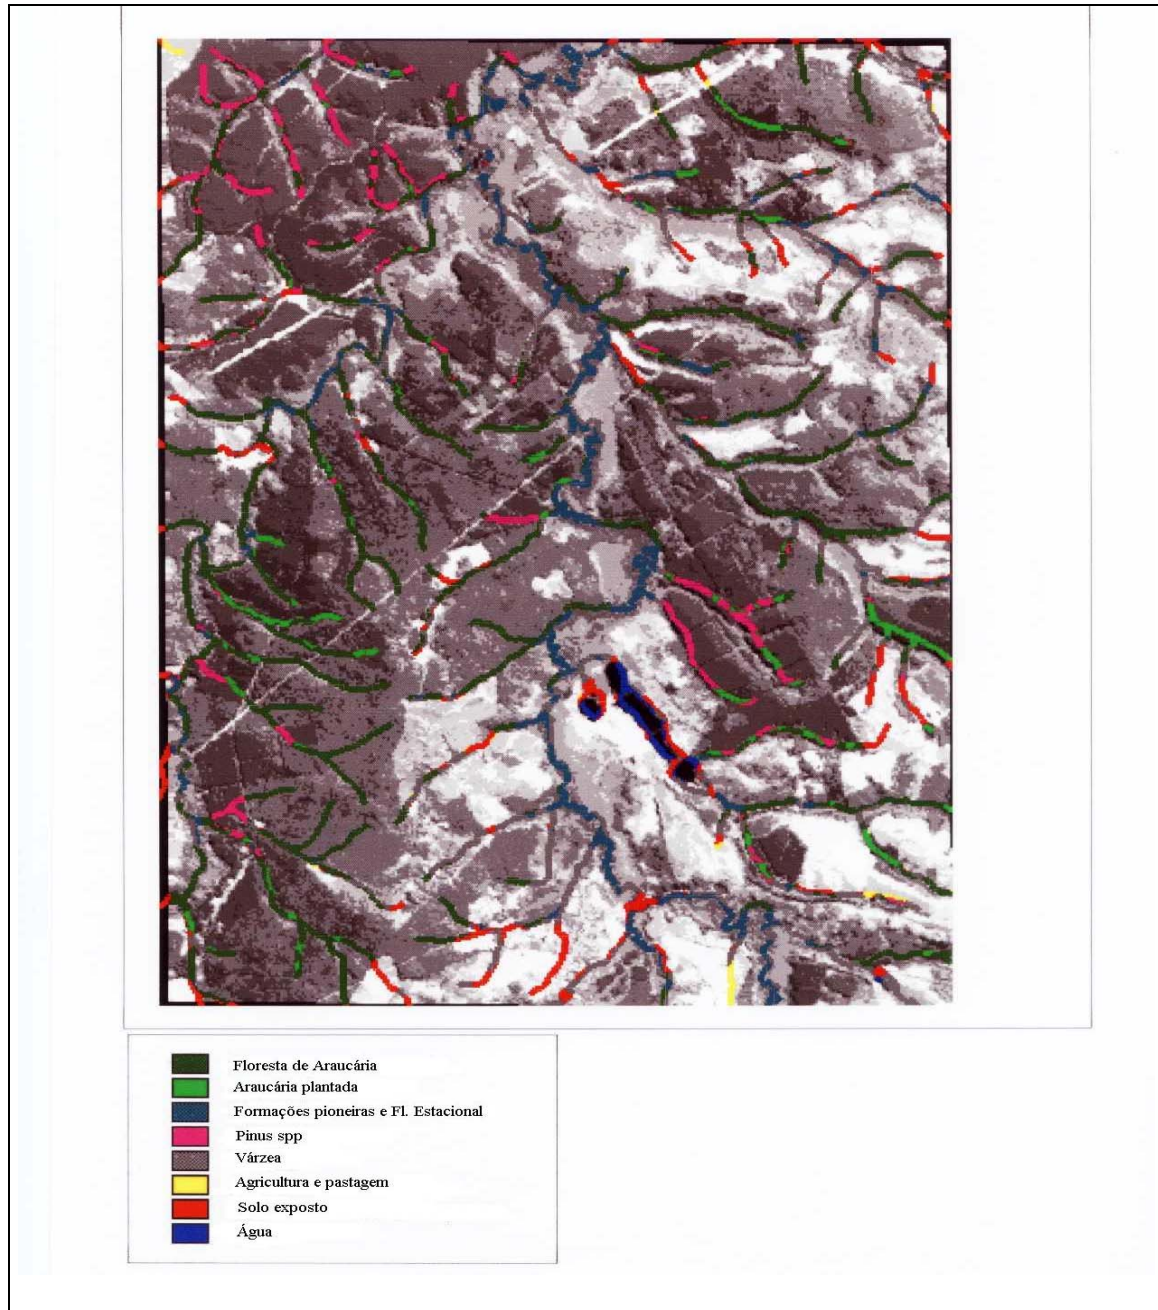 Floresta de Araucária
Araucária plantada
Formações pioneiras e Fl. Estacional
Pinus spp
Várzea
Agricultura e pastagem
Solo exposto
Água